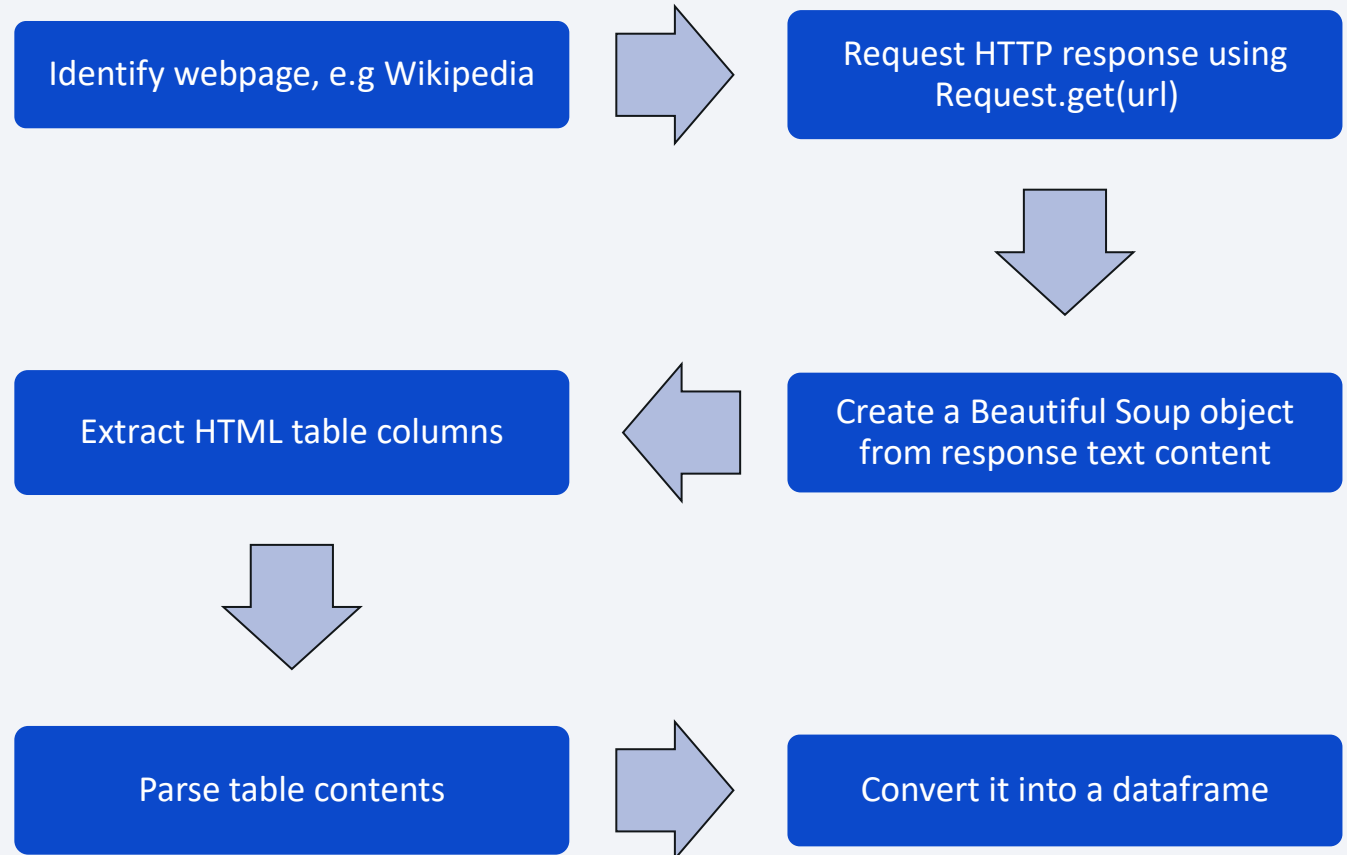 Identify webpage, e.g Wikipedia
Request HTTP response using
Request.get(url)
Create a Beautiful Soup object
from response text content
Extract HTML table columns
Parse table contents
Convert it into a dataframe